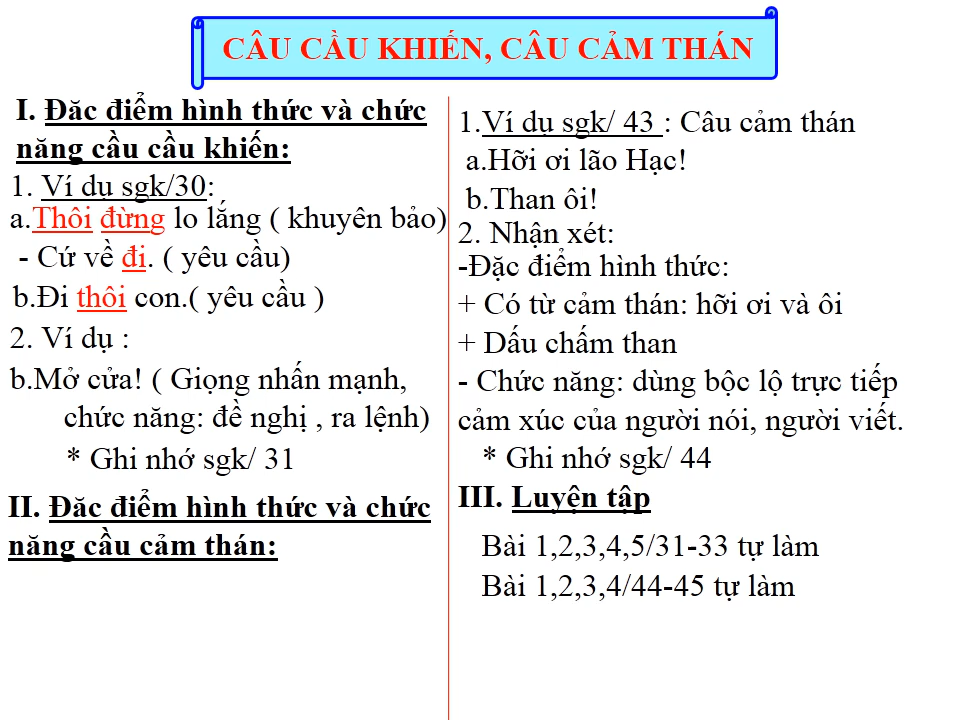 CÂU CẦU KHIẾN, CÂU CẢM THÁN
I. Đăc điểm hình thức và chức
năng cầu cầu khiến:
1. Ví dụ sgk/30:
a.Thôi đừng lo lắng ( khuyên bảo)
- Cứ về đi. ( yêu cầu)
b.Đi thôi con.( yêu cầu )
2. Ví dụ :
b.Mở cửa! ( Giọng nhấn mạnh,
chức năng: đề nghị , ra lệnh)
* Ghi nhớ sgk/ 31
II. Đăc điểm hình thức và chức
năng cầu cảm thán:
1.Ví dụ sgk/ 43 : Câu cảm thán
a.Hỡi ơi lão Hạc!
b.Than ôi!
2. Nhận xét:
-Đặc điểm hình thức:
+ Có từ cảm thán: hỡi ơi và ôi
+ Dấu chấm than
- Chức năng: dùng bộc lộ trực tiếp
cảm xúc của người nói, người viết.
* Ghi nhớ sgk/ 44
III. Luyện tập
Bài 1,2,3,4,5/31-33 tự làm
Bài 1,2,3,4/44-45 tự làm